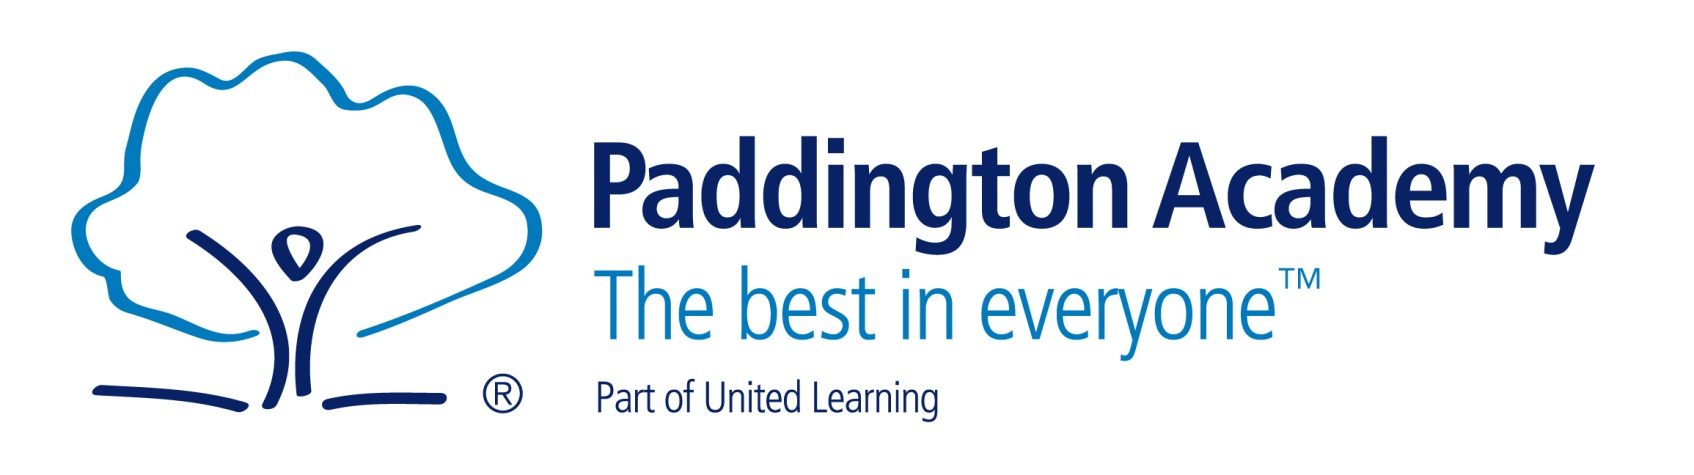 Paddington Academy
The best in everyone™
®
Part of United Learning